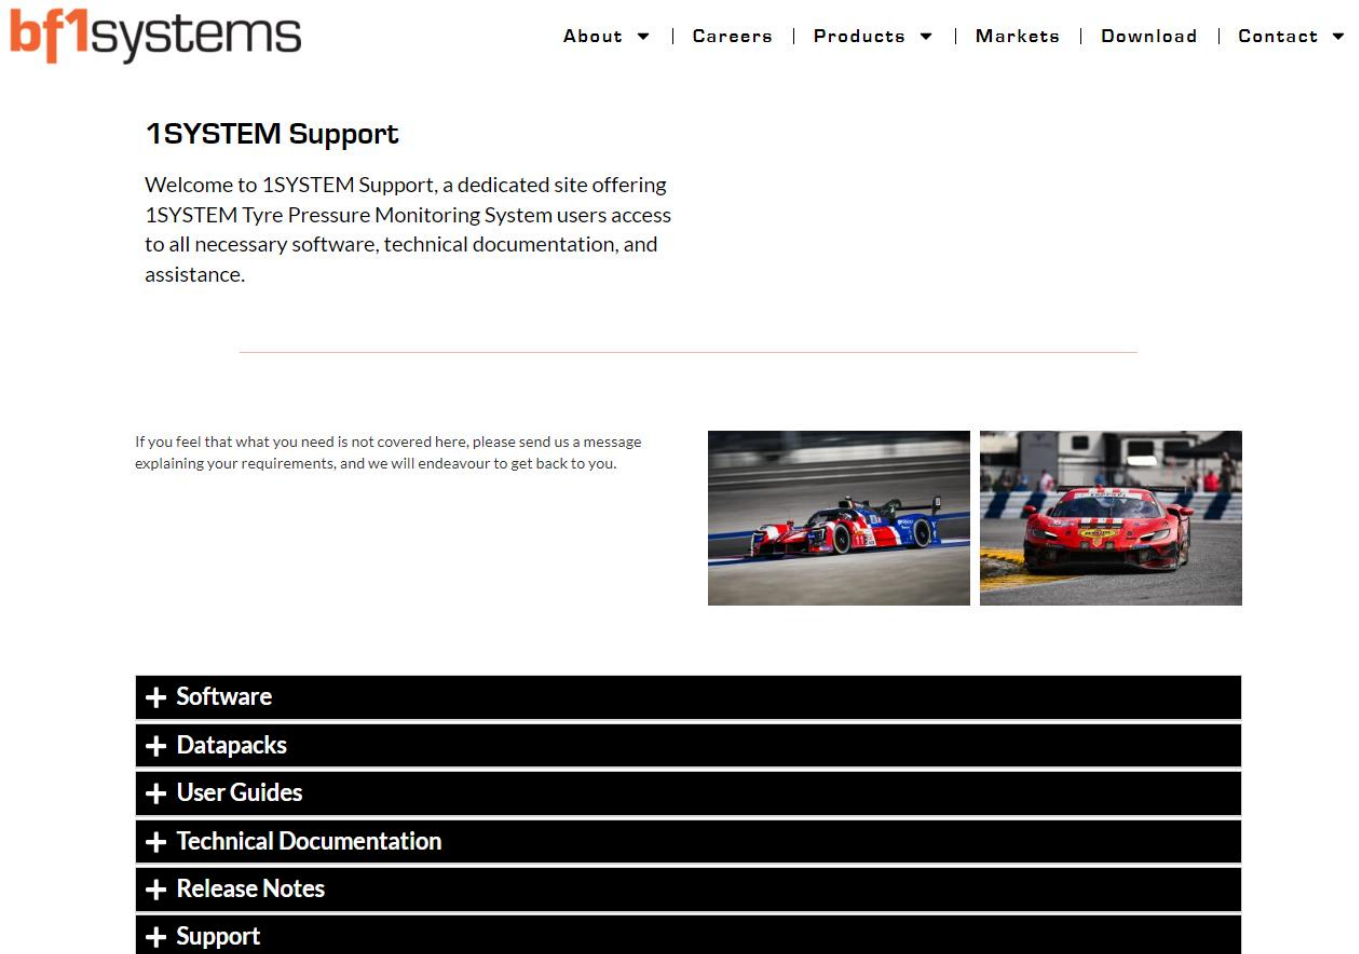 bf1systems
About | Careers | Products | Markets | Download | Contact
1SYSTEM Support
Welcome to 1SYSTEM Support, a dedicated site offering
1SYSTEM Tyre Pressure Monitoring System users access
to all necessary software, technical documentation, and
assistance.
If you feel that what you need is not covered here, please send us a message
explaining your requirements, and we will endeavour to get back to you.
Software
Datapacks
User Guides
Technical Documentation
Release Notes
Support